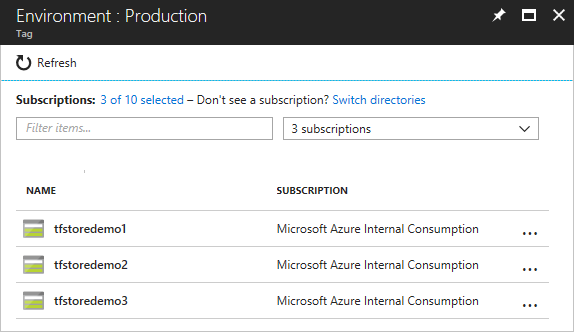 Environment : Production
Tag
Refresh
Subscriptions: 3 of 10 selected – Don't see a subscription? Switch directories
Filter items... 3 subscriptions
NAME SUBSCRIPTION
tfstoredemo1 Microsoft Azure Internal Consumption ...
tfstoredemo2 Microsoft Azure Internal Consumption ...
tfstoredemo3 Microsoft Azure Internal Consumption ...